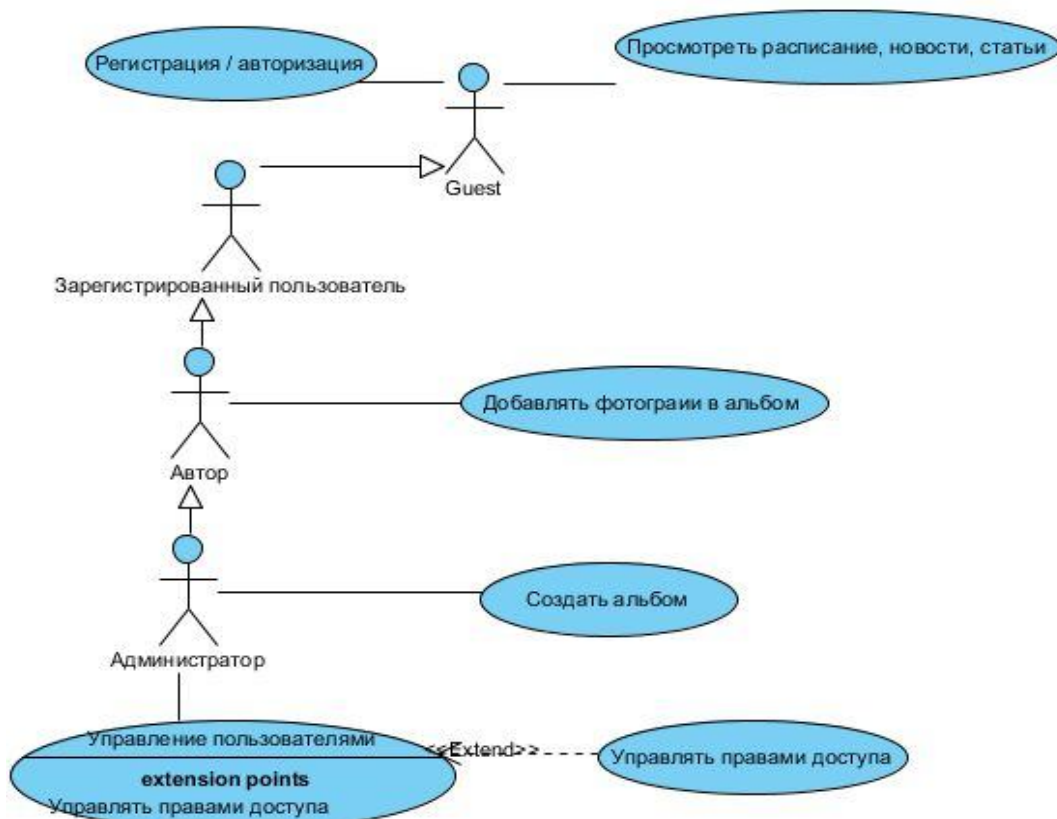 Регистрация / авторизация
Просмотреть расписание, новости, статьи
Guest
Зарегистрированный пользователь
Добавлять фотограии в альбом
Автор
Создать альбом
Администратор
Управление пользователями
<<Extend>>
Управлять правами доступа
extension points
Управлять правами доступа